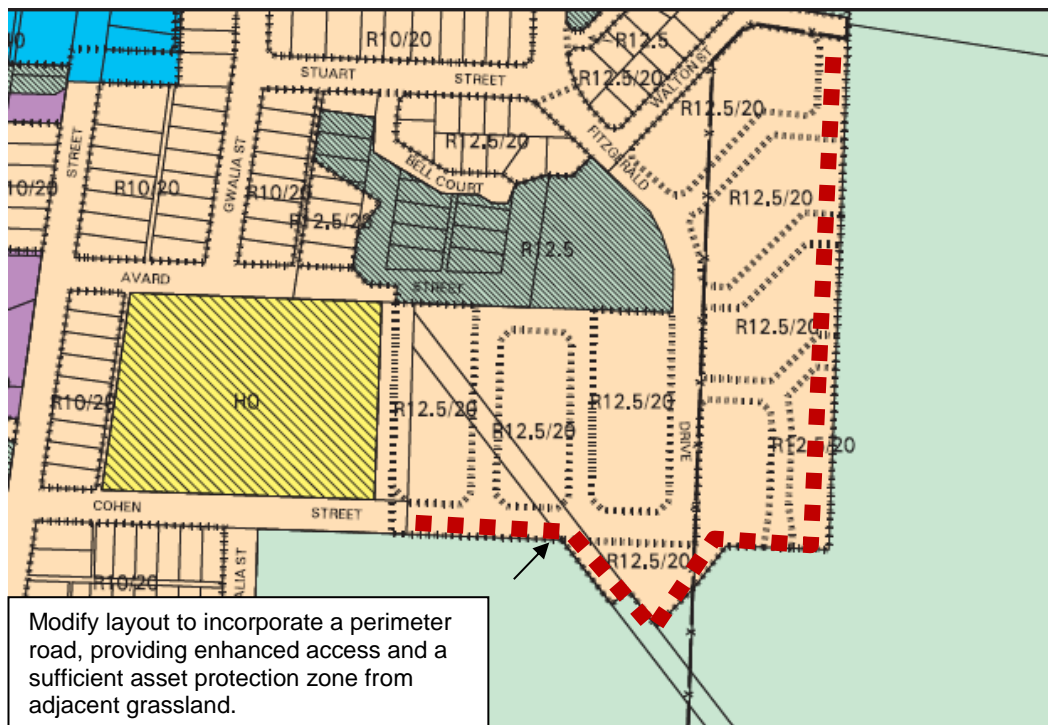 R10/20
R12.5
STUART STREET
WALTON ST
R12.5/20
R12.5/20
STREET
GWALIA ST
R12.5/20
FITZGERALD
10/20
R10/20
R10/20
BELL COURT
R12.5/20
R12.5/20
R12.5
AVARD STREET
R12.5/20
R10/20
HO
R12.5/20
R12.5/20
R12.5/20
DRIVE
R12.5/20
COHEN STREET
R12.5/20
R10/20
ALIA ST
Modify layout to incorporate a perimeter
road, providing enhanced access and a
sufficient asset protection zone from
adjacent grassland.